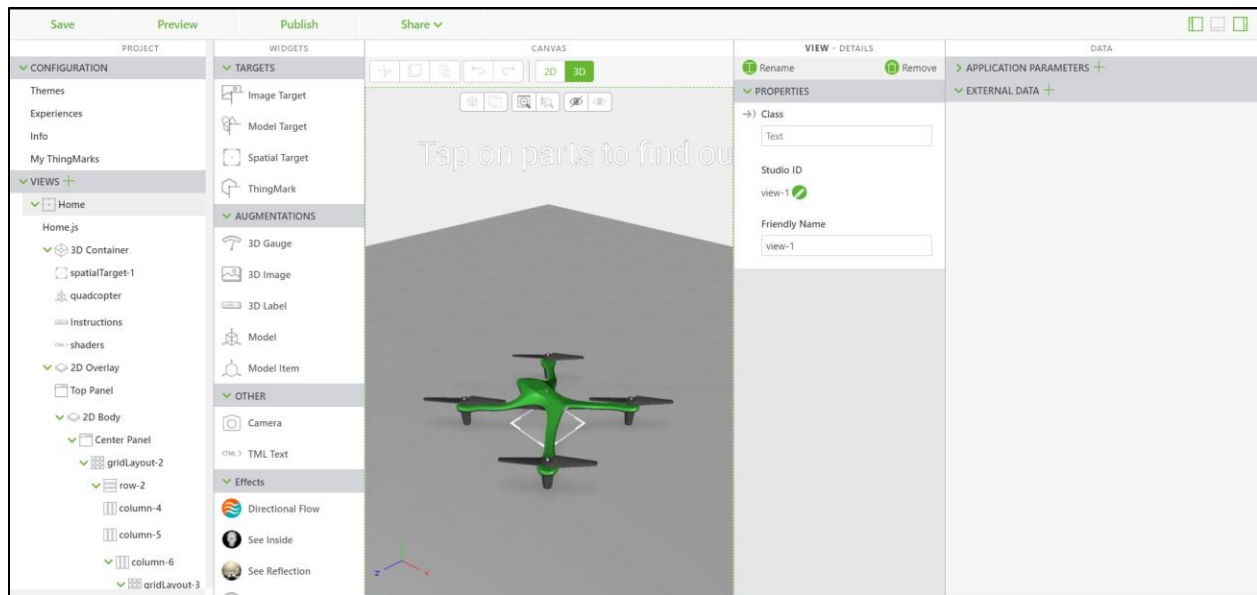 Save Preview Publish Share
PROJECT
CONFIGURATION
Themes
Experiences
Info
My ThingMarks
VIEWS
Home
Home.js
3D Container
spatialTarget-1
quadcopter
Instructions
shaders
2D Overlay
Top Panel
2D Body
Center Panel
gridLayout-2
row-2
column-4
column-5
column-6
gridLayout-3
WIDGETS
TARGETS
Image Target
Model Target
Spatial Target
ThingMark
AUGMENTATIONS
3D Gauge
3D Image
3D Label
Model
Model Item
OTHER
Camera
TML Text
Effects
Directional Flow
See Inside
See Reflection
CANVAS
2D 3D
Tap on parts to find ou
Z X
VIEW - DETAILS
Rename Remove
PROPERTIES
Class
Text
Studio ID
view-1
Friendly Name
view-1
DATA
APPLICATION PARAMETERS
EXTERNAL DATA